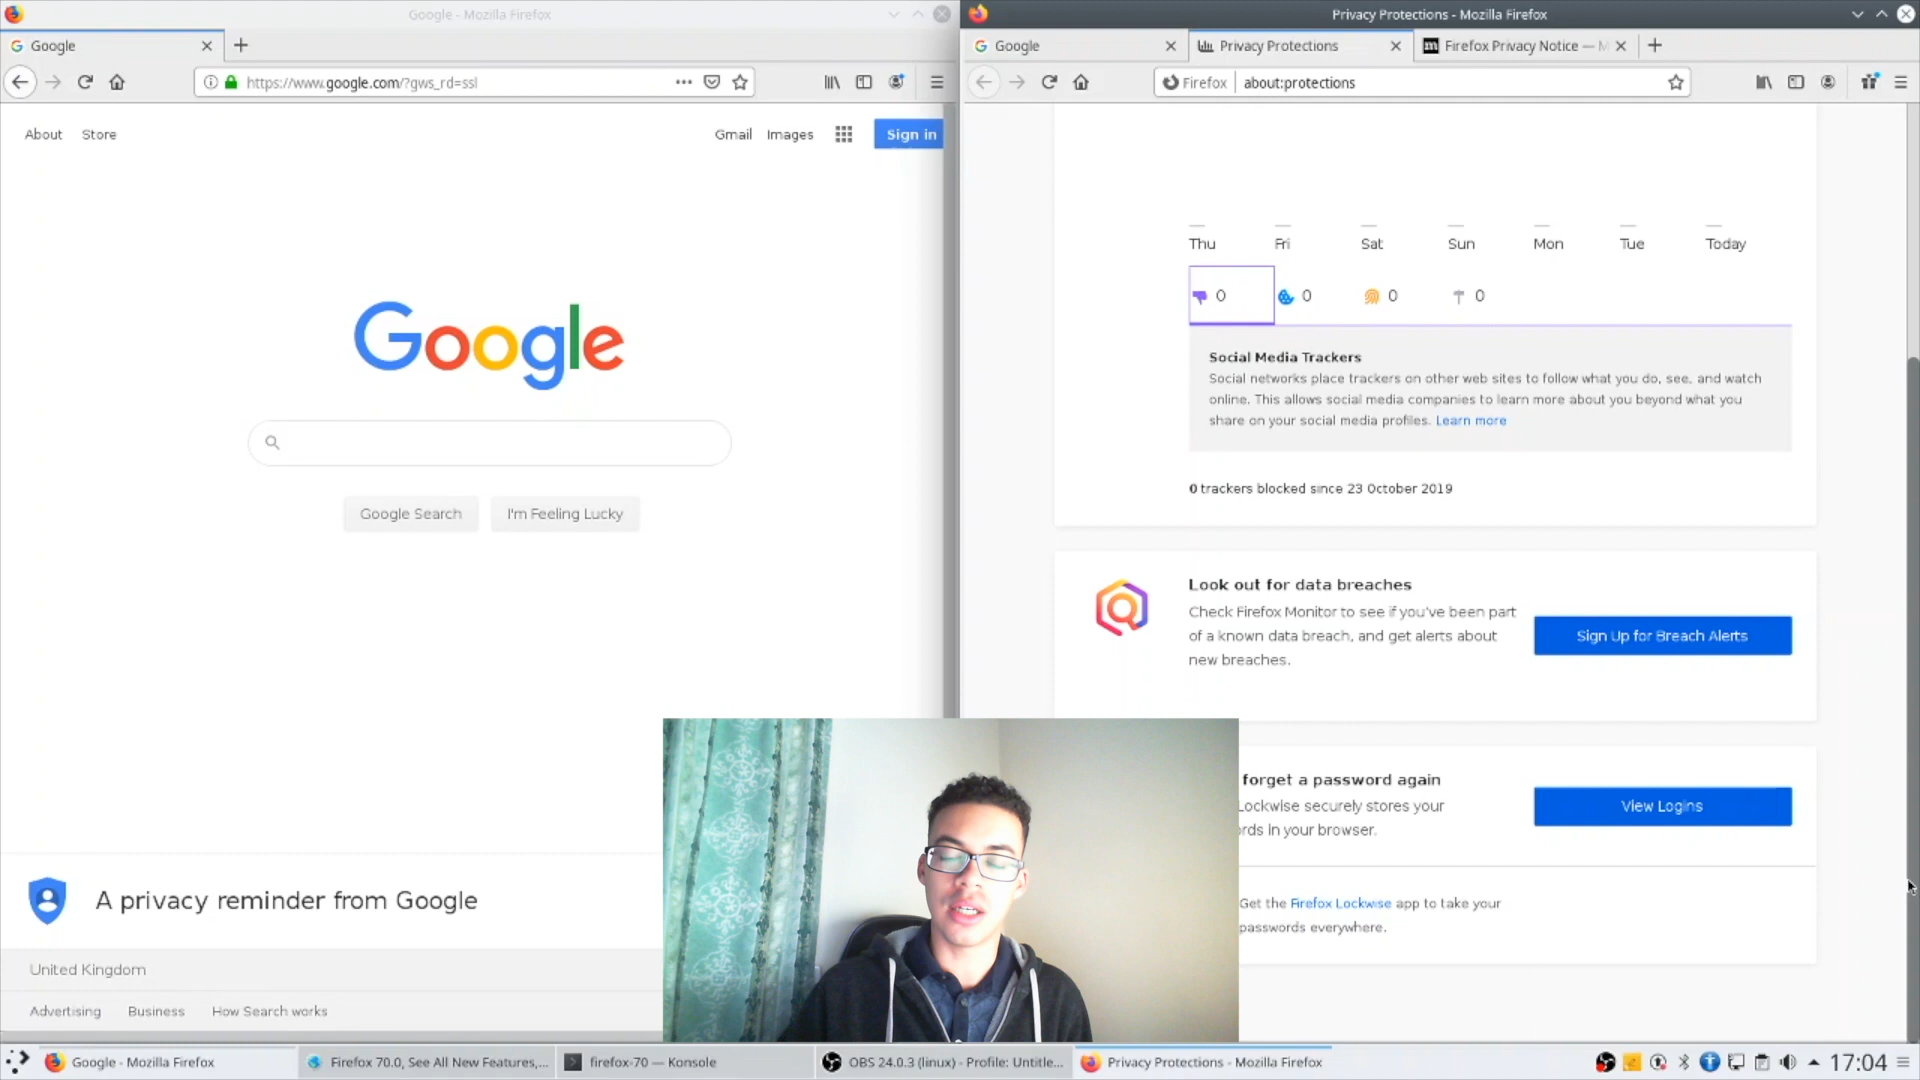 Google - Mozilla Firefox
Google
https://www.google.com/?gws_rd=ssl
About Store
Gmail Images
Sign in
Google
Google Search
I'm Feeling Lucky
A privacy reminder from Google
United Kingdom
Advertising Business How Search works
Privacy Protections - Mozilla Firefox
Google
Privacy Protections
Firefox Privacy Notice — M
Firefox about:protections
Thu Fri Sat Sun Mon Tue Today
0 0 0 0
Social Media Trackers
Social networks place trackers on other web sites to follow what you do, see, and watch
online. This allows social media companies to learn more about you beyond what you
share on your social media profiles. Learn more
0 trackers blocked since 23 October 2019
Look out for data breaches
Check Firefox Monitor to see if you've been part
of a known data breach, and get alerts about
new breaches.
Sign Up for Breach Alerts
forget a password again
Lockwise securely stores your
rds in your browser.
View Logins
Get the Firefox Lockwise app to take your
passwords everywhere.
Google - Mozilla Firefox
Firefox 70.0, See All New Features,...
firefox-70 — Konsole
OBS 24.0.3 (linux) - Profile: Untitle...
Privacy Protections - Mozilla Firefox
17:04